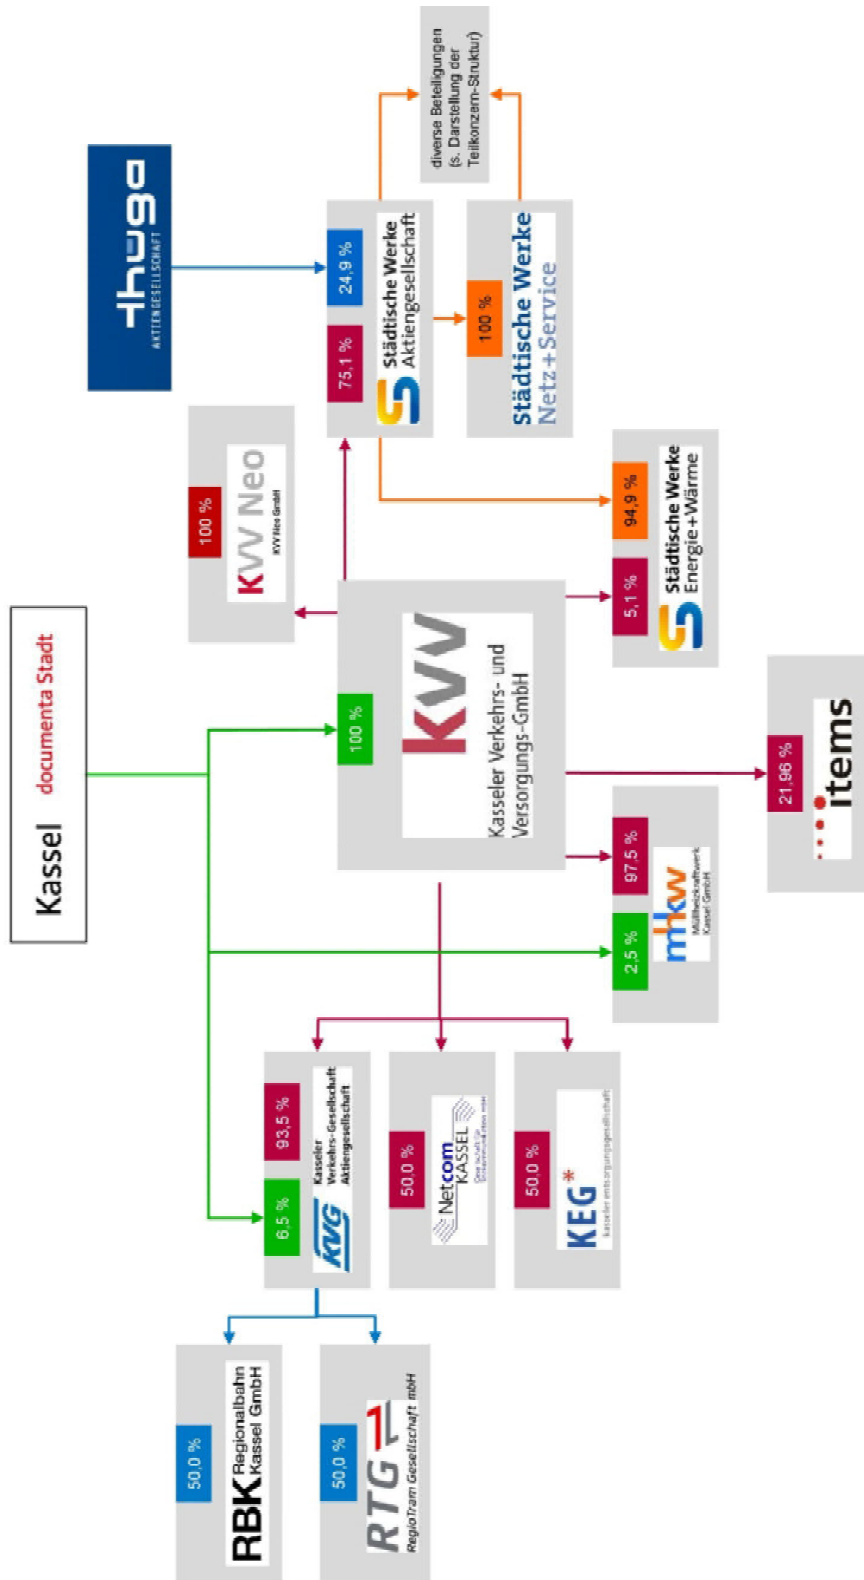 Kassel documenta Stadt
thüga
AKTIENGESELLSCHAFT
50,0 %
RBK Regionalbahn
Kassel GmbH
50,0 %
RTG
RegioTram Gesellschaft mbH
6,5 %
93,5 %
KVG
Kasseler
Verkehrs-Gesellschaft
Aktiengesellschaft
50,0 %
Netcom
KASSEL
50,0 %
KEG*
kasseler entsorgungsgesellschaft
100 %
KVV Neo
KVV Neo GmbH
100 %
KVV
Kasseler Verkehrs- und
Versorgungs-GmbH
75,1 %
24,9 %
Städtische Werke
Aktiengesellschaft
100 %
Städtische Werke
Netz+Service
diverse Beteiligungen
(s. Darstellung der
Teilkonzern-Struktur)
2,5 %
97,5 %
mhkw
Müllheizkraftwerk
Kassel GmbH
5,1 %
94,9 %
Städtische Werke
Energie+Wärme
21,96 %
items